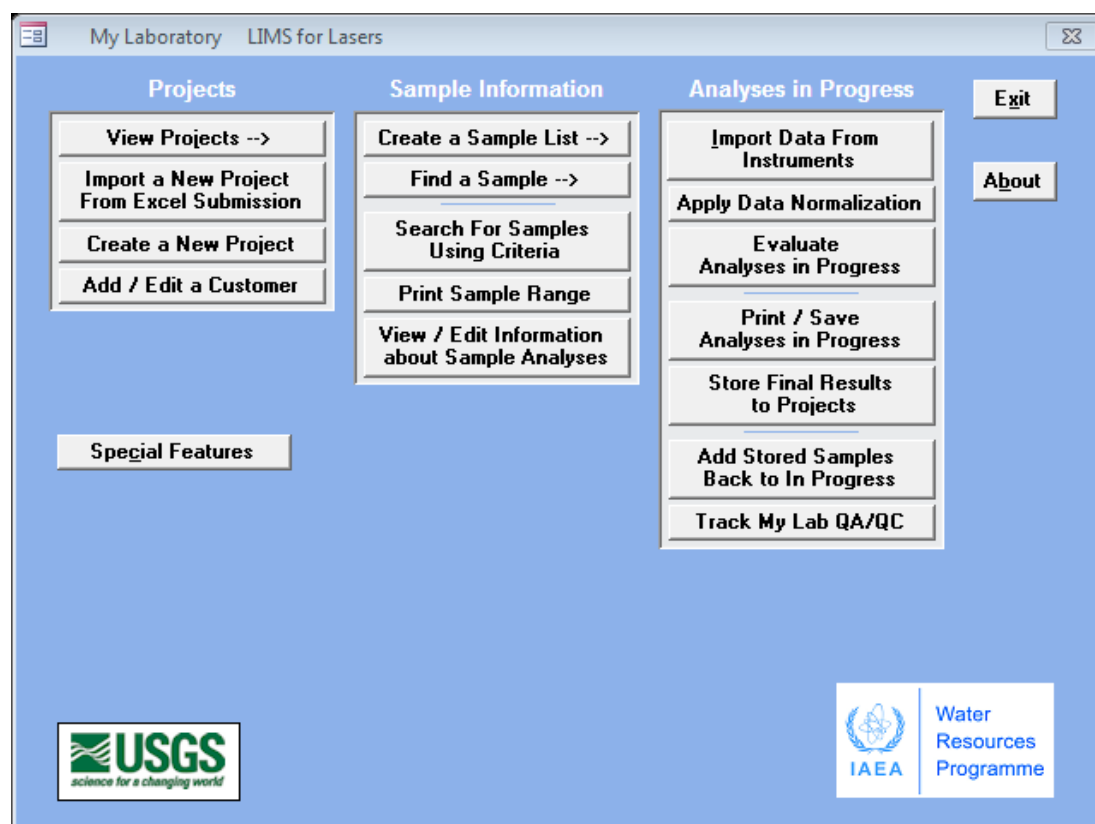 My Laboratory LIMS for Lasers
Projects
View Projects -->
Import a New Project
From Excel Submission
Create a New Project
Add / Edit a Customer
Special Features
Sample Information
Create a Sample List -->
Find a Sample -->
Search For Samples
Using Criteria
Print Sample Range
View / Edit Information
about Sample Analyses
Analyses in Progress
Import Data From
Instruments
Apply Data Normalization
Evaluate
Analyses in Progress
Print / Save
Analyses in Progress
Store Final Results
to Projects
Add Stored Samples
Back to In Progress
Track My Lab QA/QC
Exit
About
USGS
science for a changing world
IAEA
Water
Resources
Programme